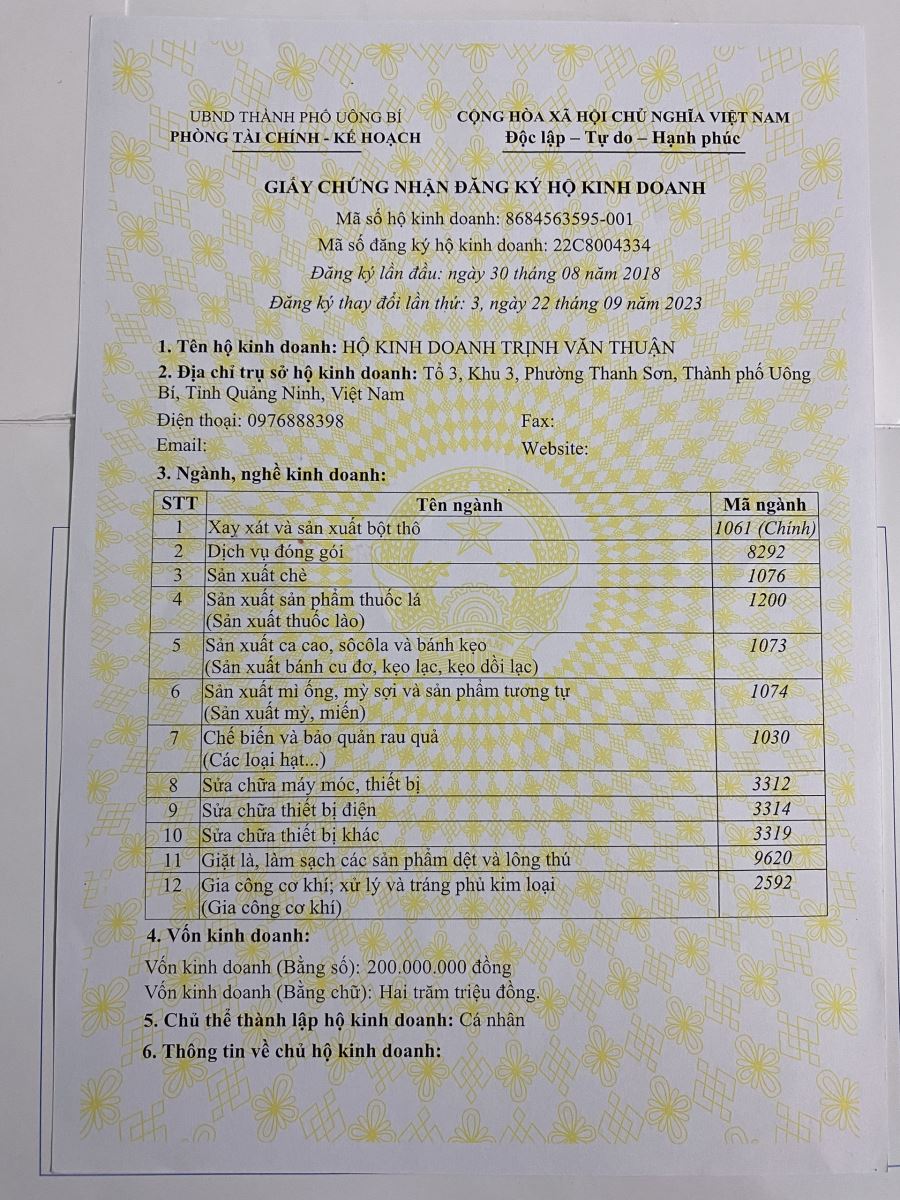 UBND THÀNH PHỐ UÔNG BÍ
PHÒNG TÀI CHÍNH - KẾ HOẠCH
CỘNG HÒA XÃ HỘI CHỦ NGHĨA VIỆT NAM
Độc lập – Tự do – Hạnh phúc
GIẤY CHỨNG NHẬN ĐĂNG KÝ HỘ KINH DOANH
Mã số hộ kinh doanh: 8684563595-001
Mã số đăng ký hộ kinh doanh: 22C8004334
Đăng ký lần đầu: ngày 30 tháng 08 năm 2018
Đăng ký thay đổi lần thứ: 3, ngày 22 tháng 09 năm 2023
1. Tên hộ kinh doanh: HỘ KINH DOANH TRỊNH VĂN THUẬN
2. Địa chỉ trụ sở hộ kinh doanh: Tổ 3, Khu 3, Phường Thanh Sơn, Thành phố Uông
Bí, Tỉnh Quảng Ninh, Việt Nam
Điện thoại: 0976888398 Fax:
Email: Website:
3. Ngành, nghề kinh doanh:
STT Tên ngành Mã ngành
1 Xay xát và sản xuất bột thô 1061 (Chính)
2 Dịch vụ đóng gói 8292
3 Sản xuất chè 1076
4 Sản xuất sản phẩm thuốc lá 1200
(Sản xuất thuốc lào)
5 Sản xuất ca cao, sôcôla và bánh kẹo 1073
(Sản xuất bánh cu đơ, kẹo lạc, kẹo dồi lạc)
6 Sản xuất mì ống, mỳ sợi và sản phẩm tương tự 1074
(Sản xuất mỳ, miến)
7 Chế biến và bảo quản rau quả 1030
(Các loại hạt...)
8 Sửa chữa máy móc, thiết bị 3312
9 Sửa chữa thiết bị điện 3314
10 Sửa chữa thiết bị khác 3319
11 Giặt là, làm sạch các sản phẩm dệt và lông thú 9620
12 Gia công cơ khí; xử lý và tráng phủ kim loại 2592
(Gia công cơ khí)
4. Vốn kinh doanh:
Vốn kinh doanh (Bằng số): 200.000.000 đồng
Vốn kinh doanh (Bằng chữ): Hai trăm triệu đồng.
5. Chủ thể thành lập hộ kinh doanh: Cá nhân
6. Thông tin về chủ hộ kinh doanh: